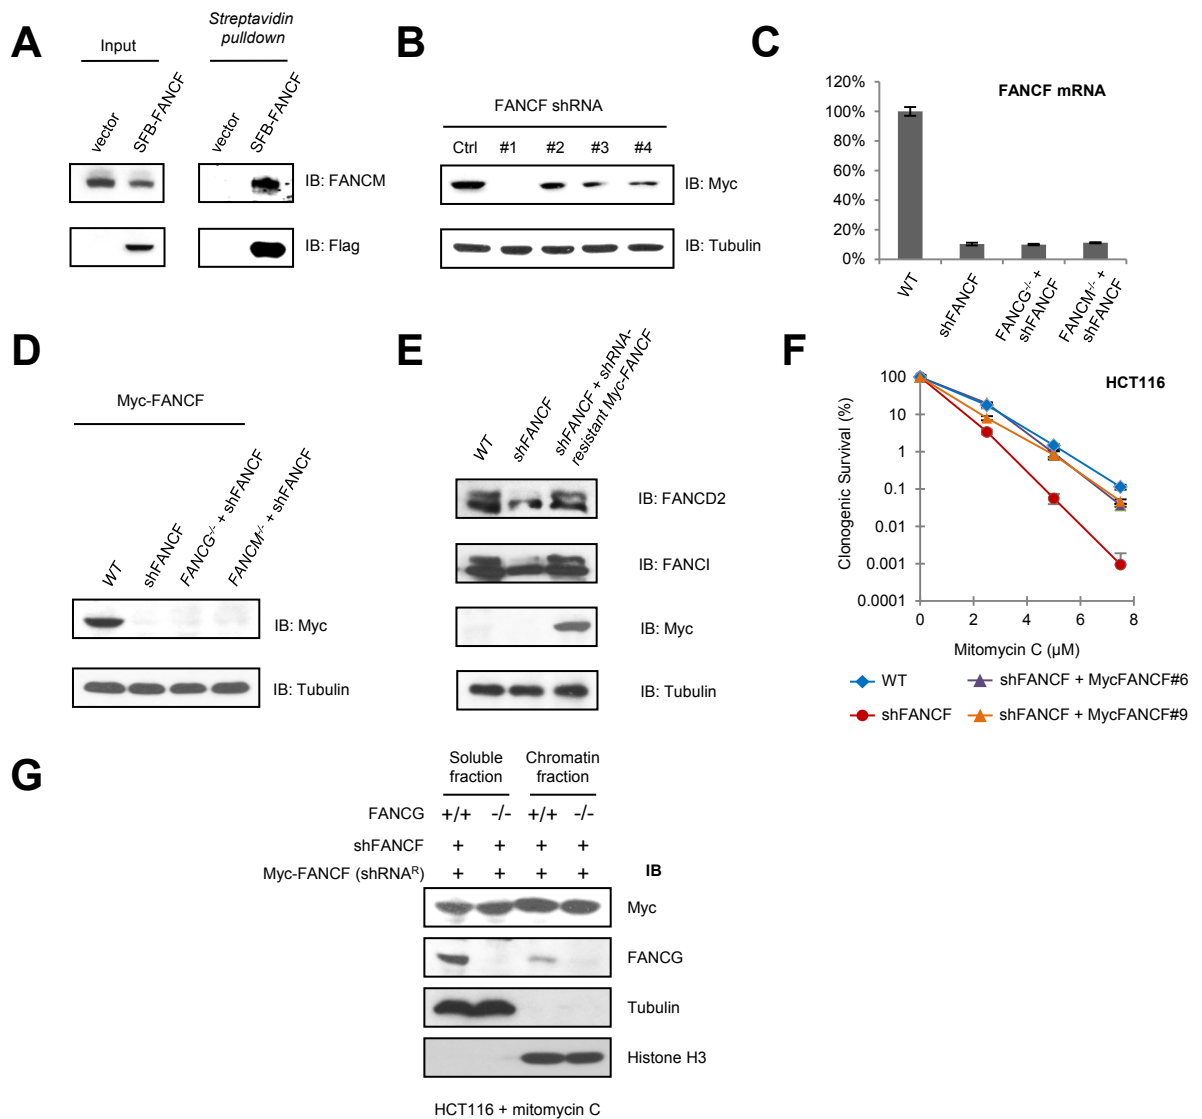 A
Input
Streptavidin
pulldown
vector
SFB-FANCF
vector
SFB-FANCF
IB: FANCM
IB: Flag
B
FANCF shRNA
Ctrl #1 #2 #3 #4
IB: Myc
IB: Tubulin
C
FANCF mRNA
120%
100%
80%
60%
40%
20%
0%
WT
shFANCF
FANCG-/- +
shFANCF
FANCM-/- +
shFANCF
D
Myc-FANCF
WT
shFANCF
FANCG-/- + shFANCF
FANCM-/- + shFANCF
IB: Myc
IB: Tubulin
E
WT
shFANCF
shFANCF + shRNA-
resistant Myc-FANCF
IB: FANCD2
IB: FANCI
IB: Myc
IB: Tubulin
F
HCT116
Clonogenic Survival (%)
100
10
1
0.1
0.01
0.001
0.0001
0 2 4 6 8
Mitomycin C (µM)
WT
shFANCF + MycFANCF#6
shFANCF
shFANCF + MycFANCF#9
G
Soluble
fraction
Chromatin
fraction
FANCG +/+ -/- +/+ -/-
shFANCF + + + +
Myc-FANCF (shRNAR) + + + +
IB
Myc
FANCG
Tubulin
Histone H3
HCT116 + mitomycin C